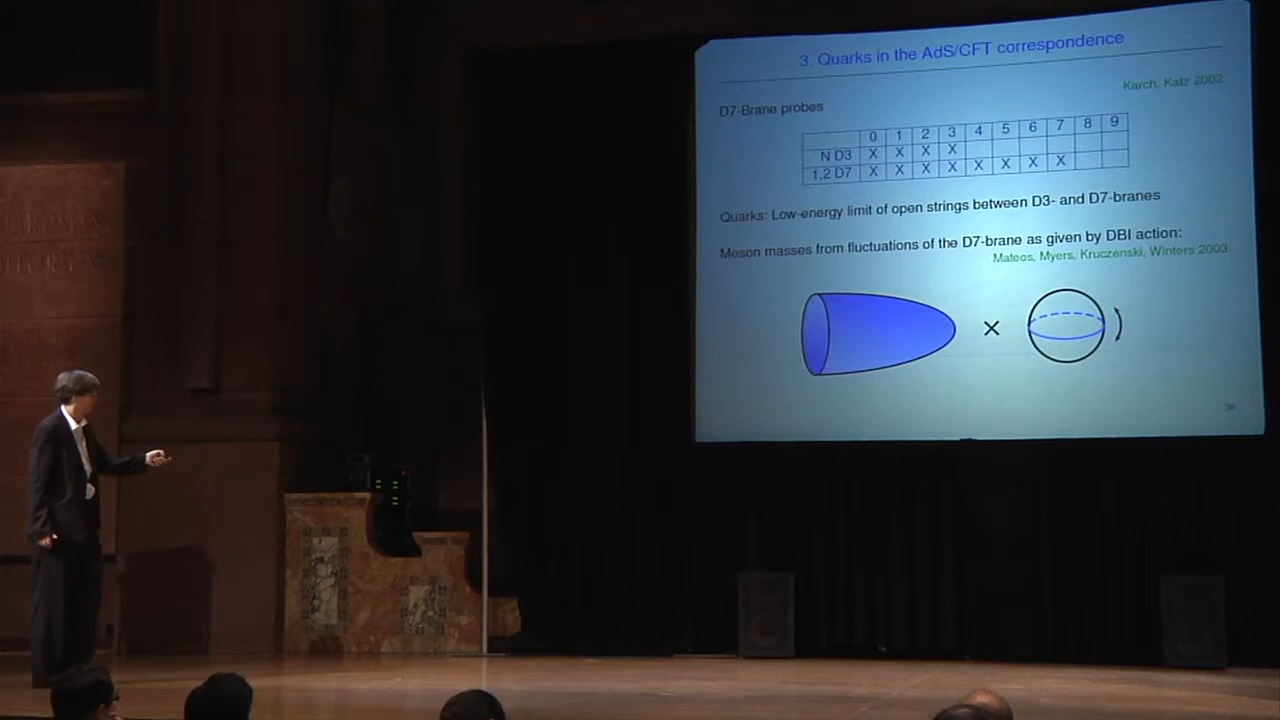 3. Quarks in the AdS/CFT correspondence
Karch, Katz 2002
D7-Brane probes
0 1 2 3 4 5 6 7 8 9
N D3 X X X X
1,2 D7 X X X X X X X X
Quarks: Low-energy limit of open strings between D3- and D7-branes
Meson masses from fluctuations of the D7-brane as given by DBI action:
Mateos, Myers, Kruczenski, Winters 2003
×